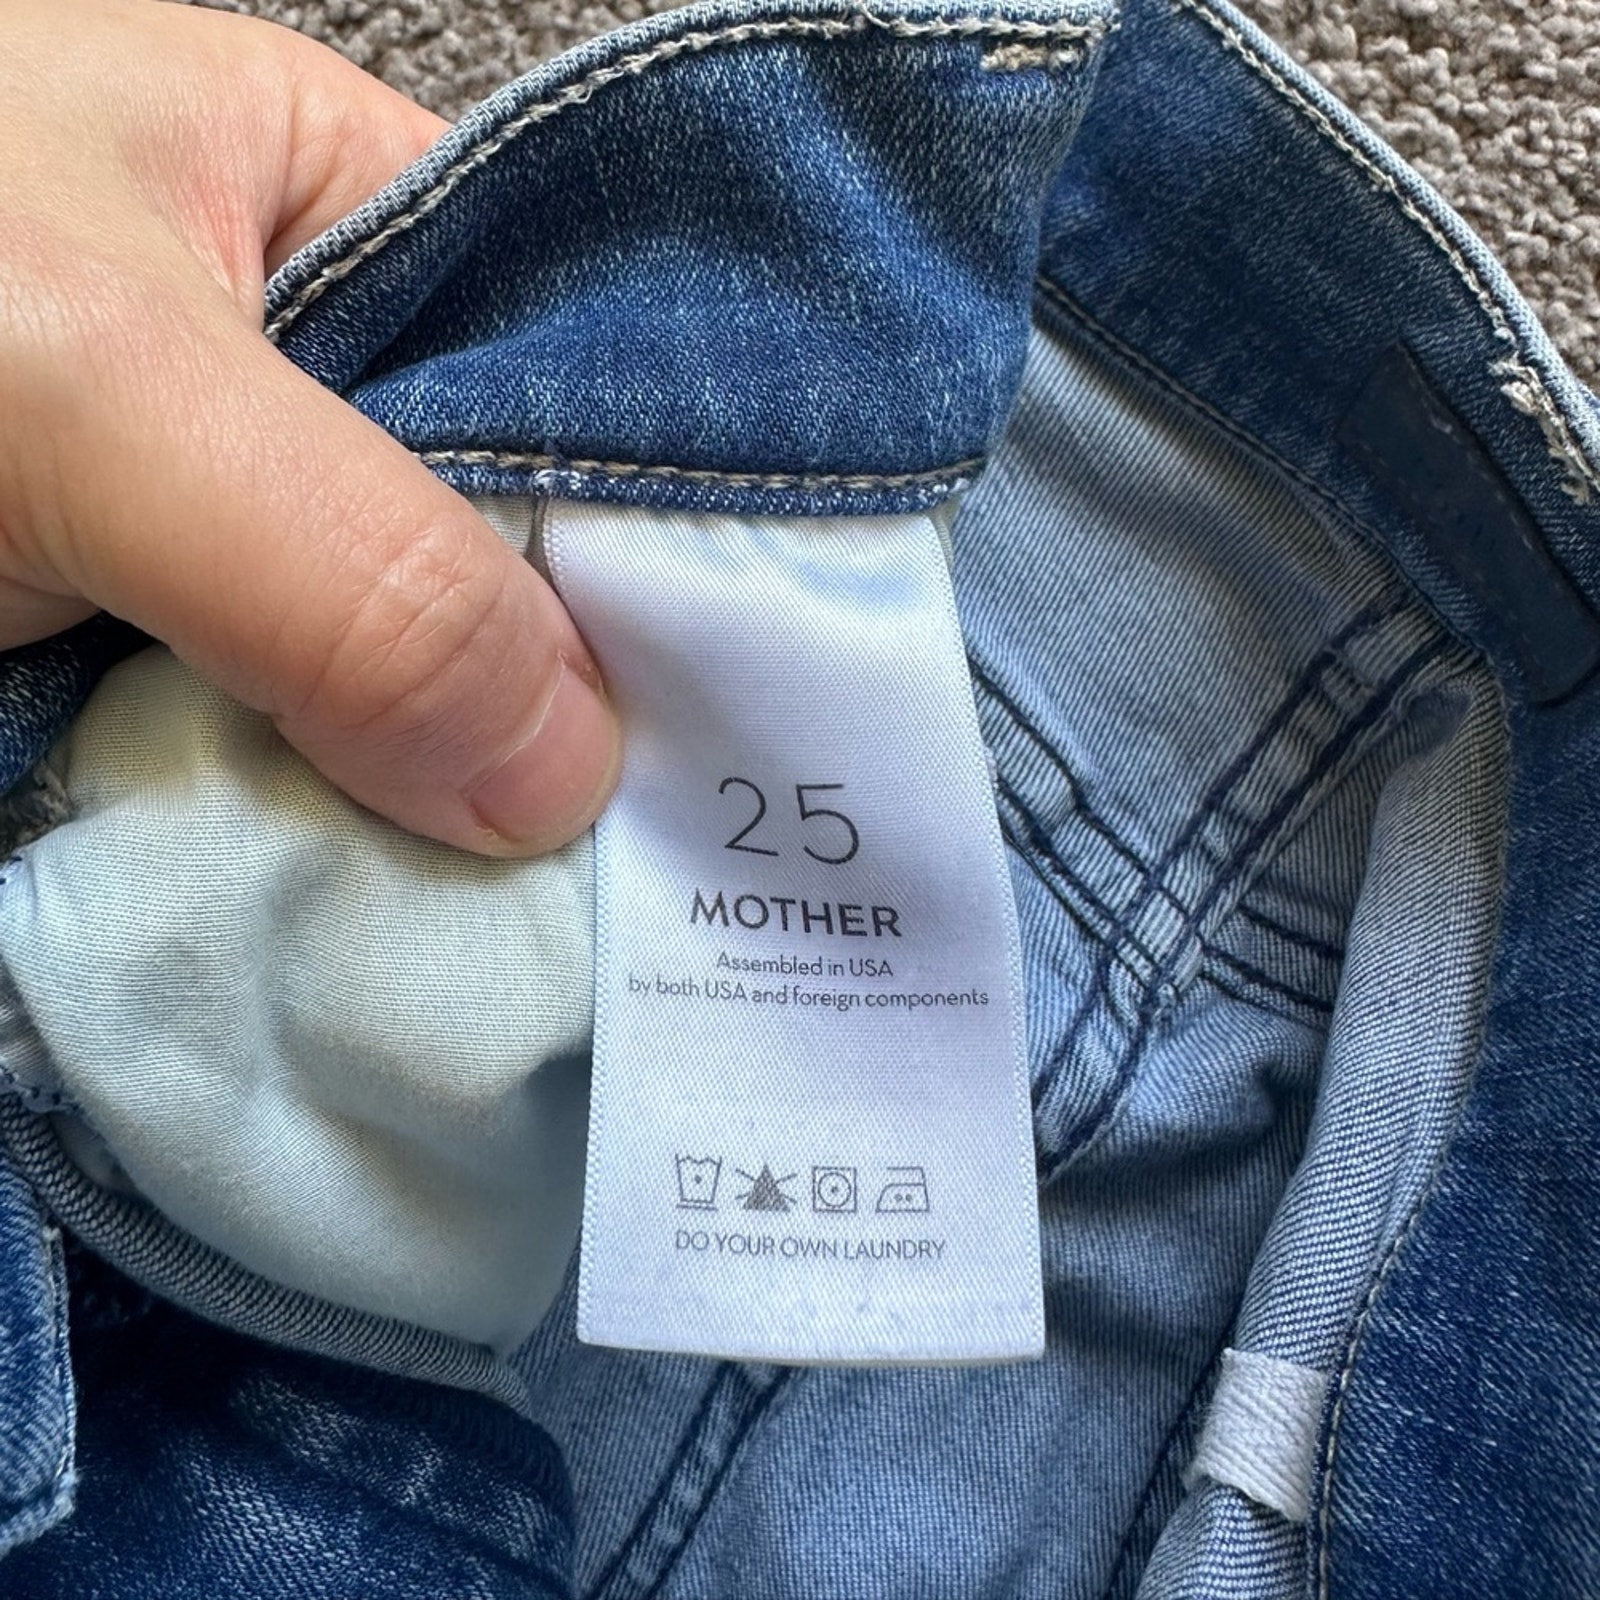 25
MOTHER
Assembled in USA
by both USA and foreign components
DO YOUR OWN LAUNDRY